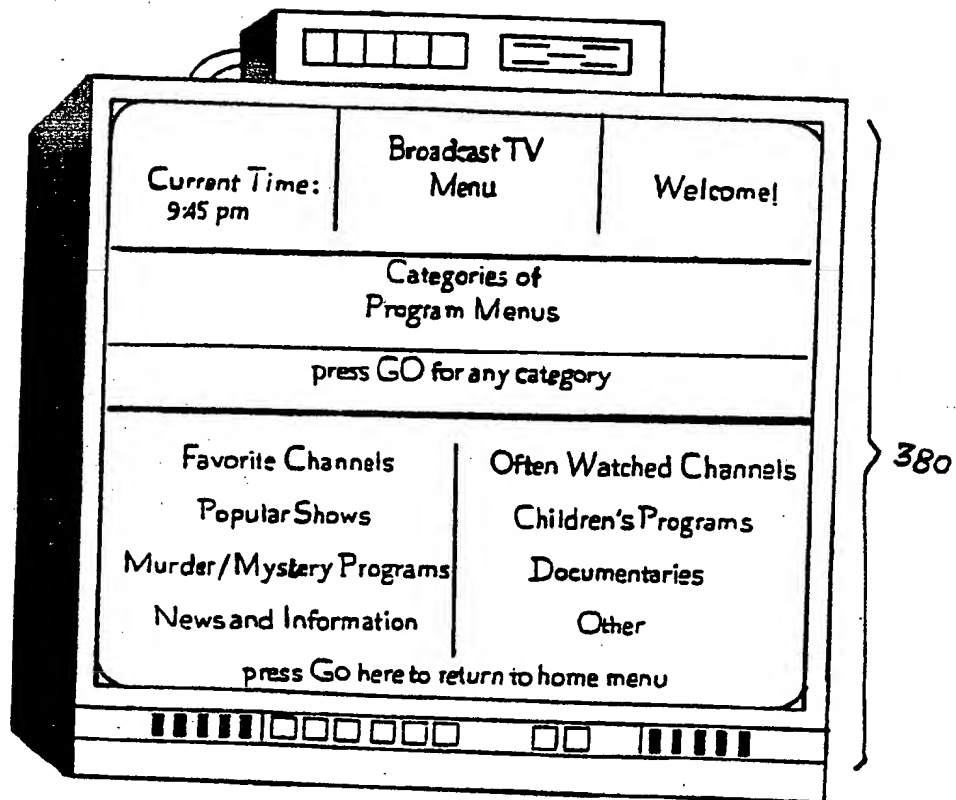 Current Time:
9:45 pm
Broadcast TV
Menu
Welcome!
Categories of
Program Menus
press GO for any category
Favorite Channels
Popular Shows
Murder/Mystery Programs
News and Information
Often Watched Channels
Children's Programs
Documentaries
Other
press Go here to return to home menu
380